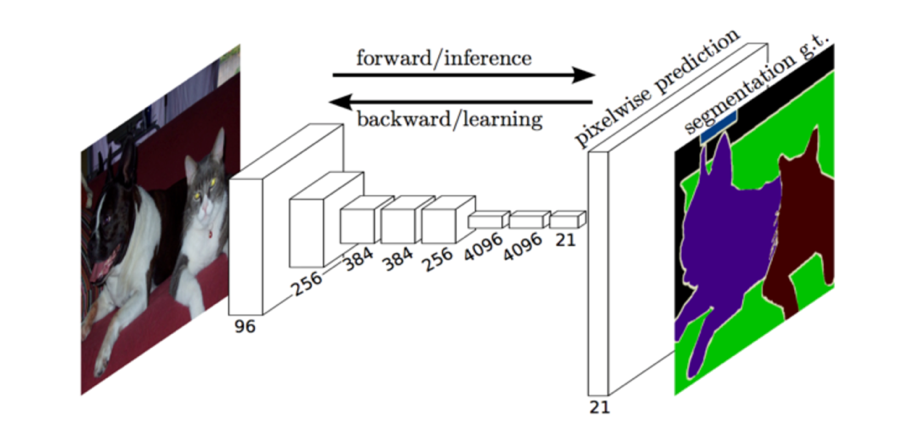 forward/inference
backward/learning
pixelwise prediction
segmentation g.t.
96
256
384
384
256
4096
4096
21
21